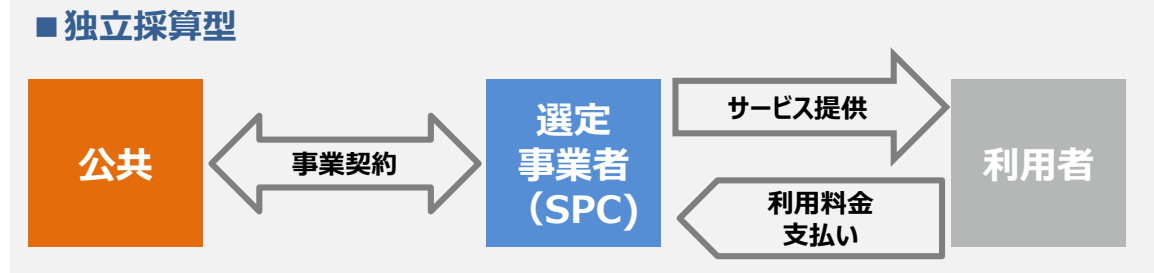 ■独立採算型
公共
事業契約
選定
事業者
（SPC)
サービス提供
利用料金
支払い
利用者